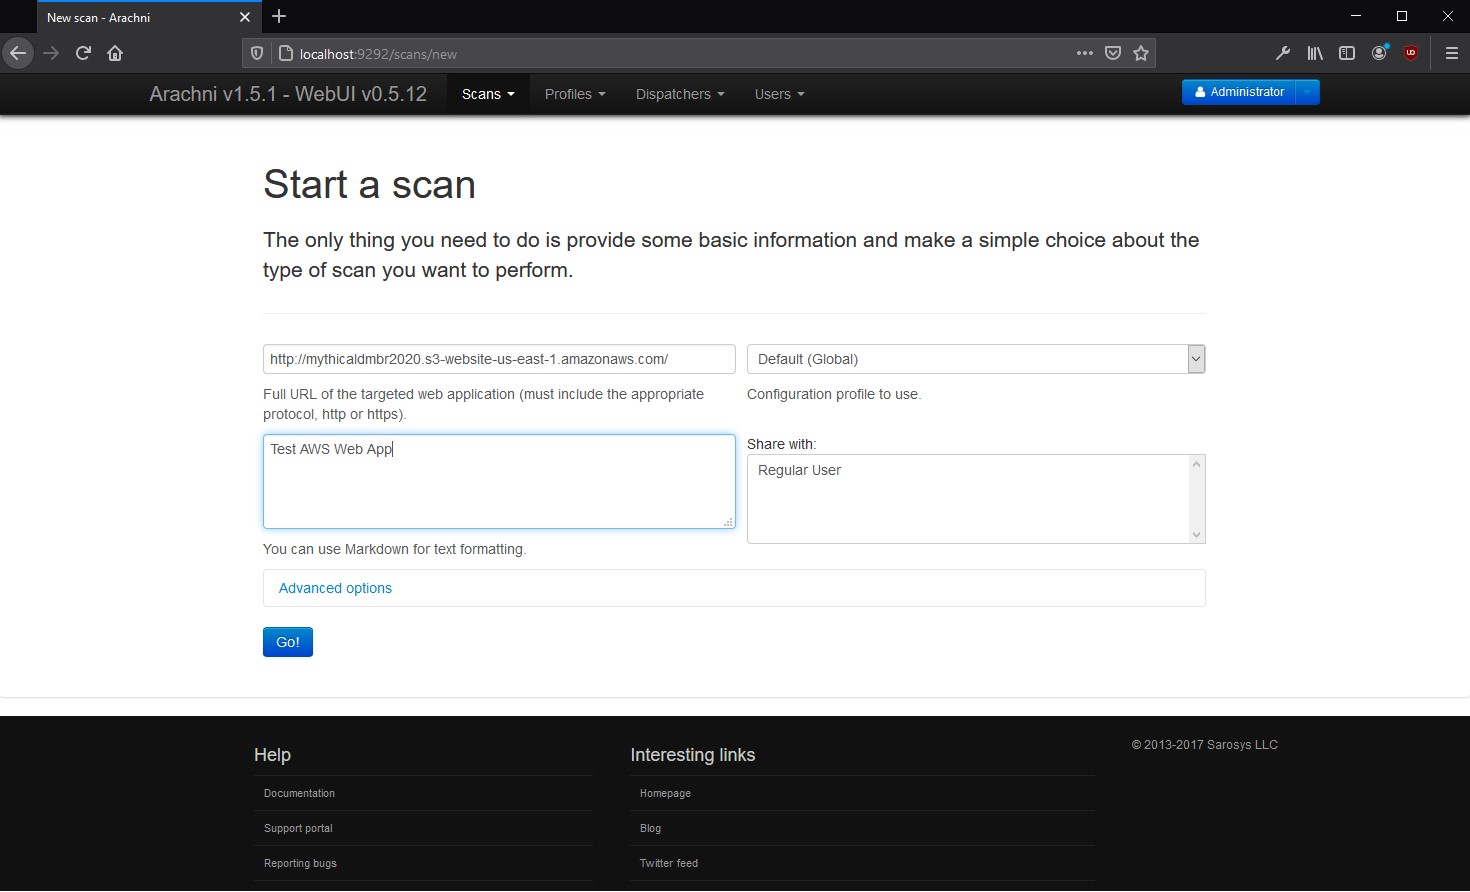 New scan - Arachni
localhost:9292/scans/new
Arachni v1.5.1 - WebUI v0.5.12
Scans
Profiles
Dispatchers
Users
Administrator
Start a scan
The only thing you need to do is provide some basic information and make a simple choice about the
type of scan you want to perform.
http://mythicaldmbr2020.s3-website-us-east-1.amazonaws.com/
Default (Global)
Full URL of the targeted web application (must include the appropriate
protocol, http or https).
Configuration profile to use.
Test AWS Web App
Share with:
Regular User
You can use Markdown for text formatting.
Advanced options
Go!
Help
Documentation
Support portal
Reporting bugs
Interesting links
Homepage
Blog
Twitter feed
© 2013-2017 Sarosys LLC